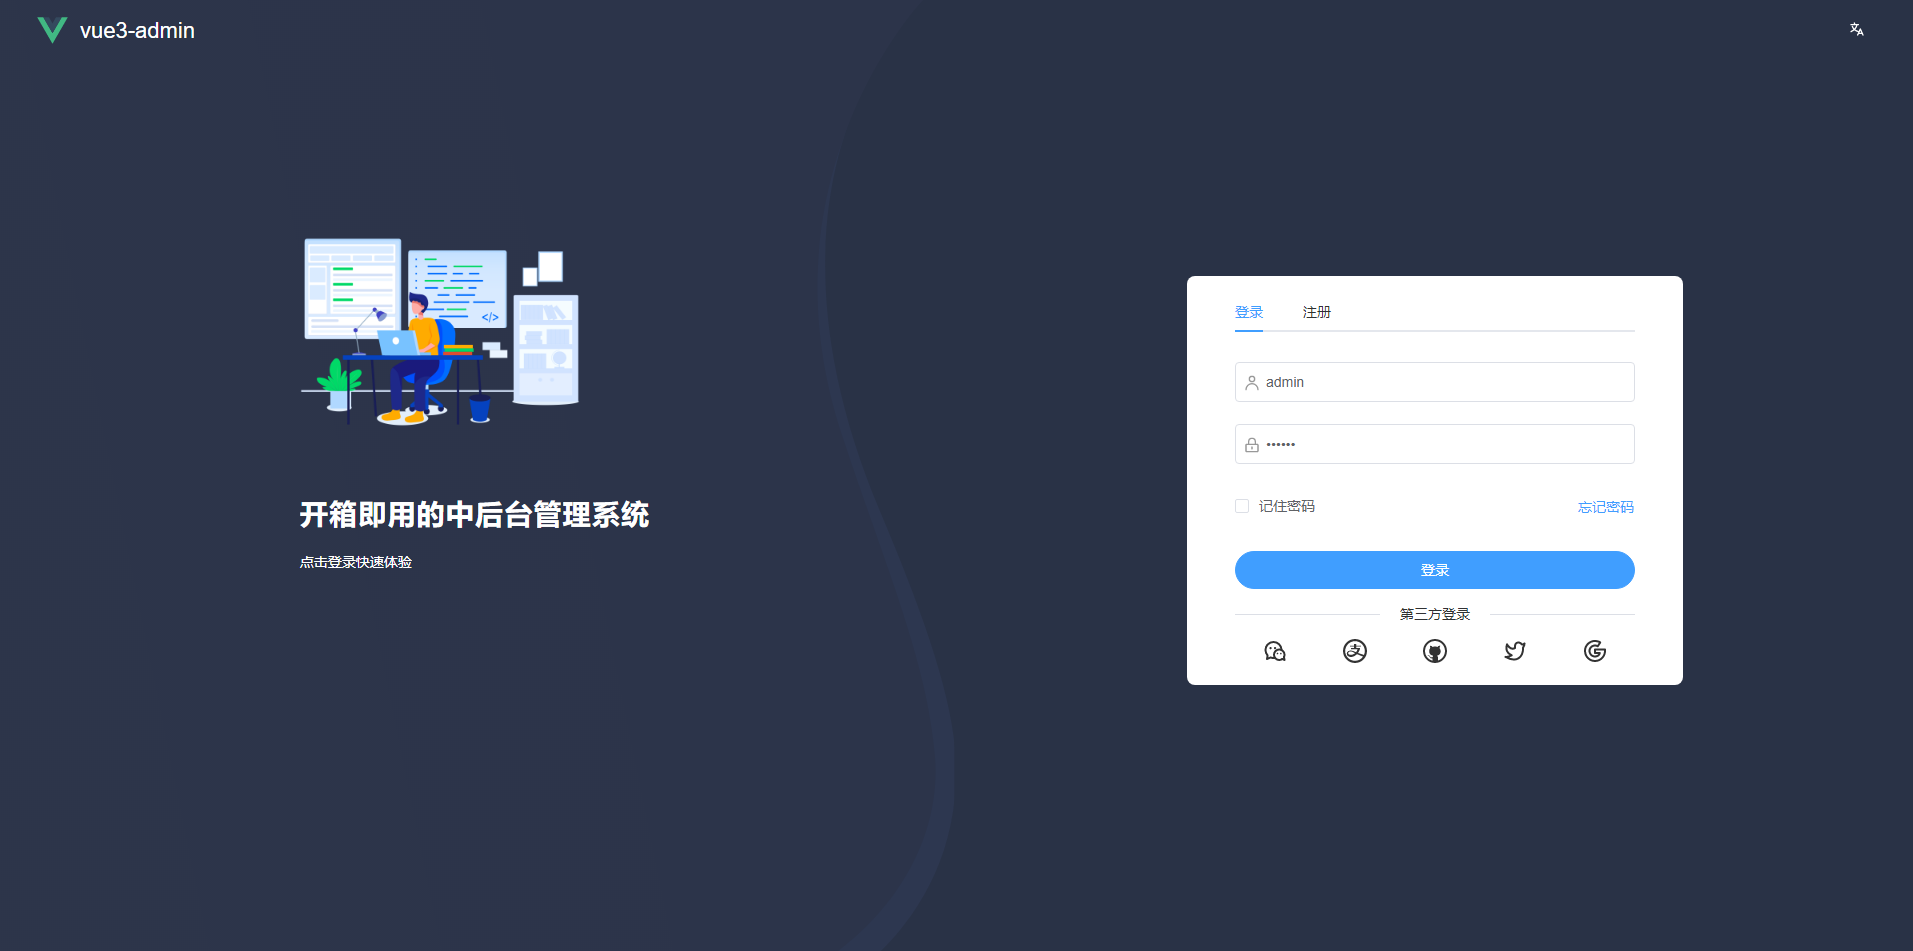 vue3-admin
开箱即用的中后台管理系统
点击登录快速体验
</>
登录 注册
admin
••••••
记住密码 忘记密码
登录
第三方登录